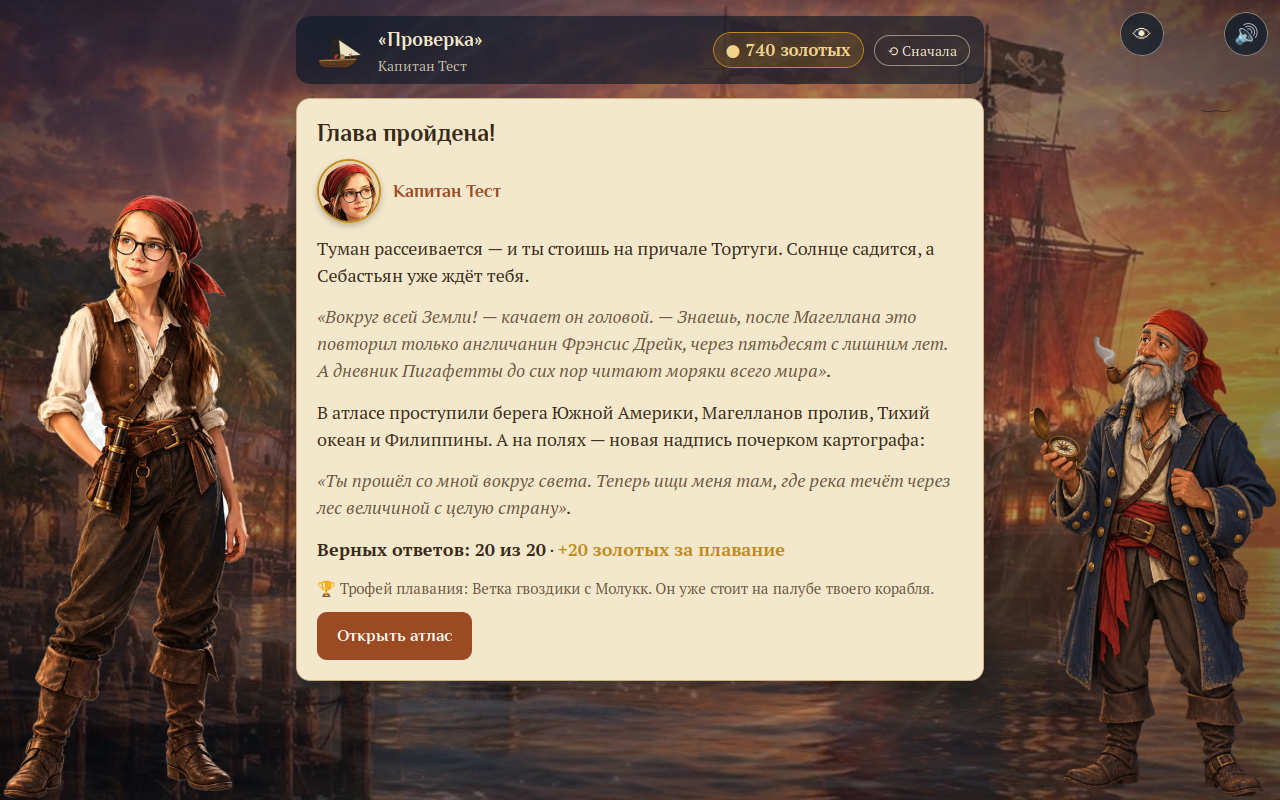 «Проверка»
Капитан Тест
740 золотых
⟲ Сначала
Глава пройдена!
Капитан Тест
Туман рассеивается — и ты стоишь на причале Тортуги. Солнце садится, а
Себастьян уже ждёт тебя.
«Вокруг всей Земли! — качает он головой. — Знаешь, после Магеллана это
повторил только англичанин Фрэнсис Дрейк, через пятьдесят с лишним лет.
А дневник Пигафетты до сих пор читают моряки всего мира».
В атласе проступили берега Южной Америки, Магелланов пролив, Тихий
океан и Филиппины. А на полях — новая надпись почерком картографа:
«Ты прошёл со мной вокруг света. Теперь ищи меня там, где река течёт через
лес величиной с целую страну».
Верных ответов: 20 из 20 · +20 золотых за плавание
🏆 Трофей плавания: Ветка гвоздики с Молукк. Он уже стоит на палубе твоего корабля.
Открыть атлас